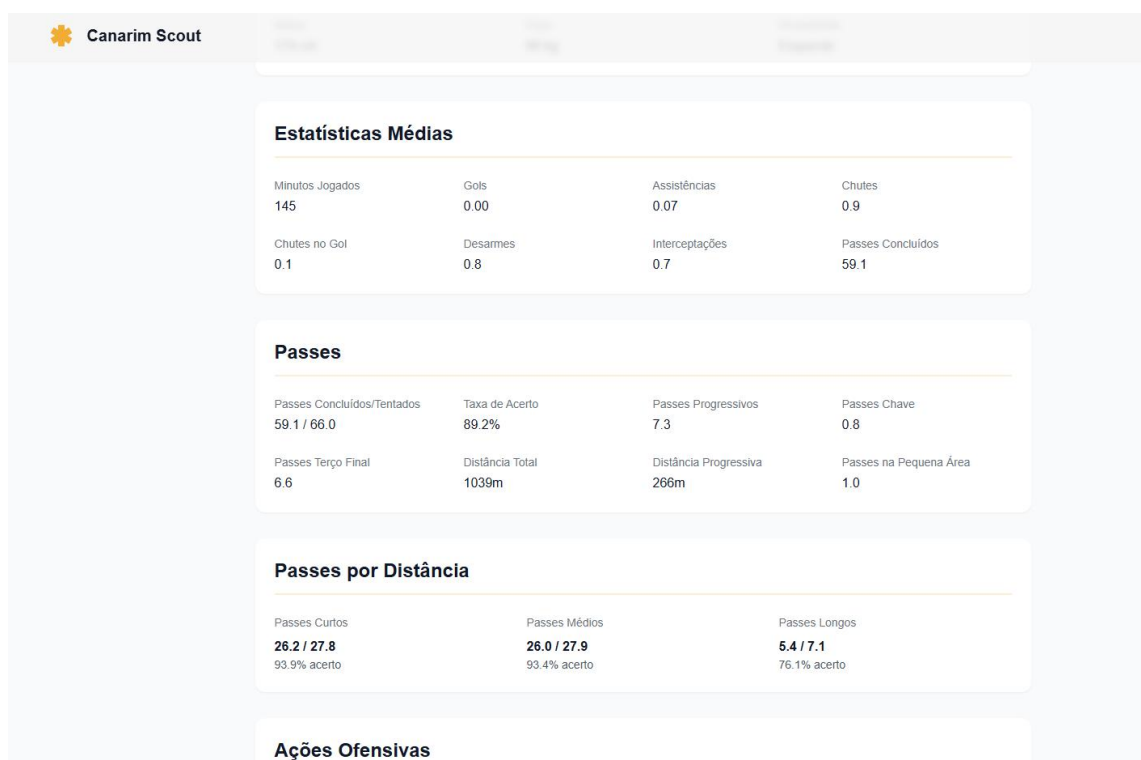 Canarim Scout
Estatísticas Médias
Minutos Jogados Gols Assistências Chutes
145 0.00 0.07 0.9
Chutes no Gol Desarmes Interceptações Passes Concluídos
0.1 0.8 0.7 59.1
Passes
Passes Concluídos/Tentados Taxa de Acerto Passes Progressivos Passes Chave
59.1 / 66.0 89.2% 7.3 0.8
Passes Terço Final Distância Total Distância Progressiva Passes na Pequena Área
6.6 1039m 266m 1.0
Passes por Distância
Passes Curtos Passes Médios Passes Longos
26.2 / 27.8 26.0 / 27.9 5.4 / 7.1
93.9% acerto 93.4% acerto 76.1% acerto
Ações Ofensivas